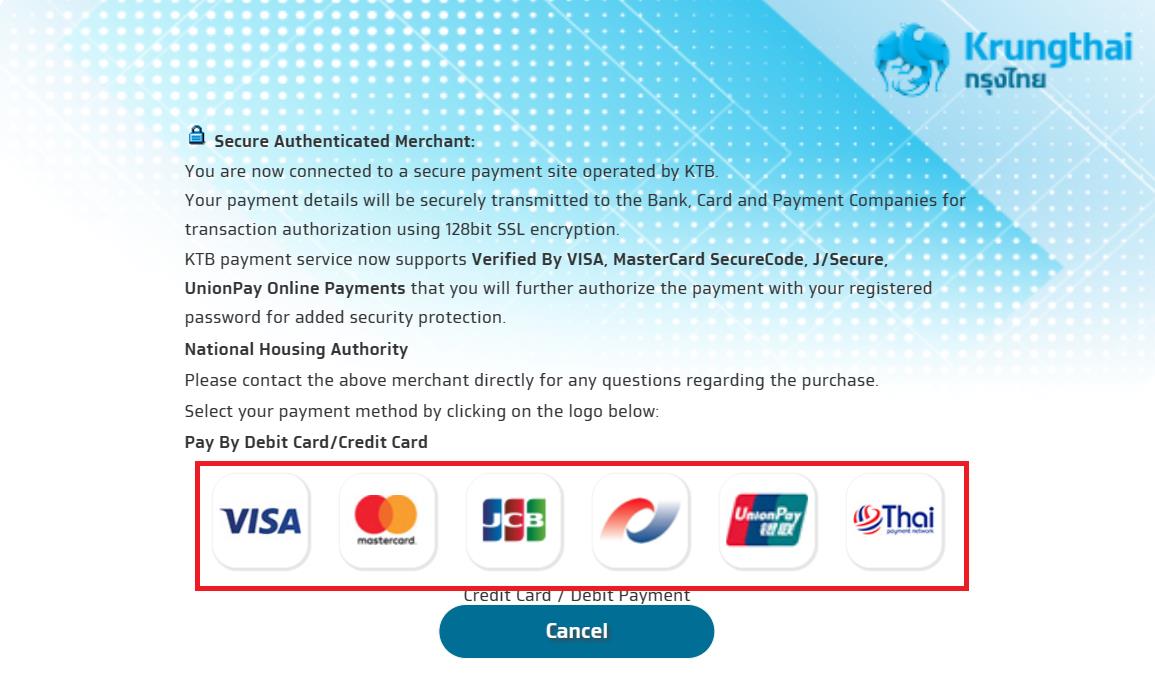 Krungthai
กรุงไทย
Secure Authenticated Merchant:
You are now connected to a secure payment site operated by KTB.
Your payment details will be securely transmitted to the Bank, Card and Payment Companies for
transaction authorization using 128bit SSL encryption.
KTB payment service now supports Verified By VISA, MasterCard SecureCode, J/Secure,
UnionPay Online Payments that you will further authorize the payment with your registered
password for added security protection.
National Housing Authority
Please contact the above merchant directly for any questions regarding the purchase.
Select your payment method by clicking on the logo below:
Pay By Debit Card/Credit Card
VISA
mastercard.
JCB
UnionPay
银联
Thai
payment network
Credit Card / Debit Payment
Cancel